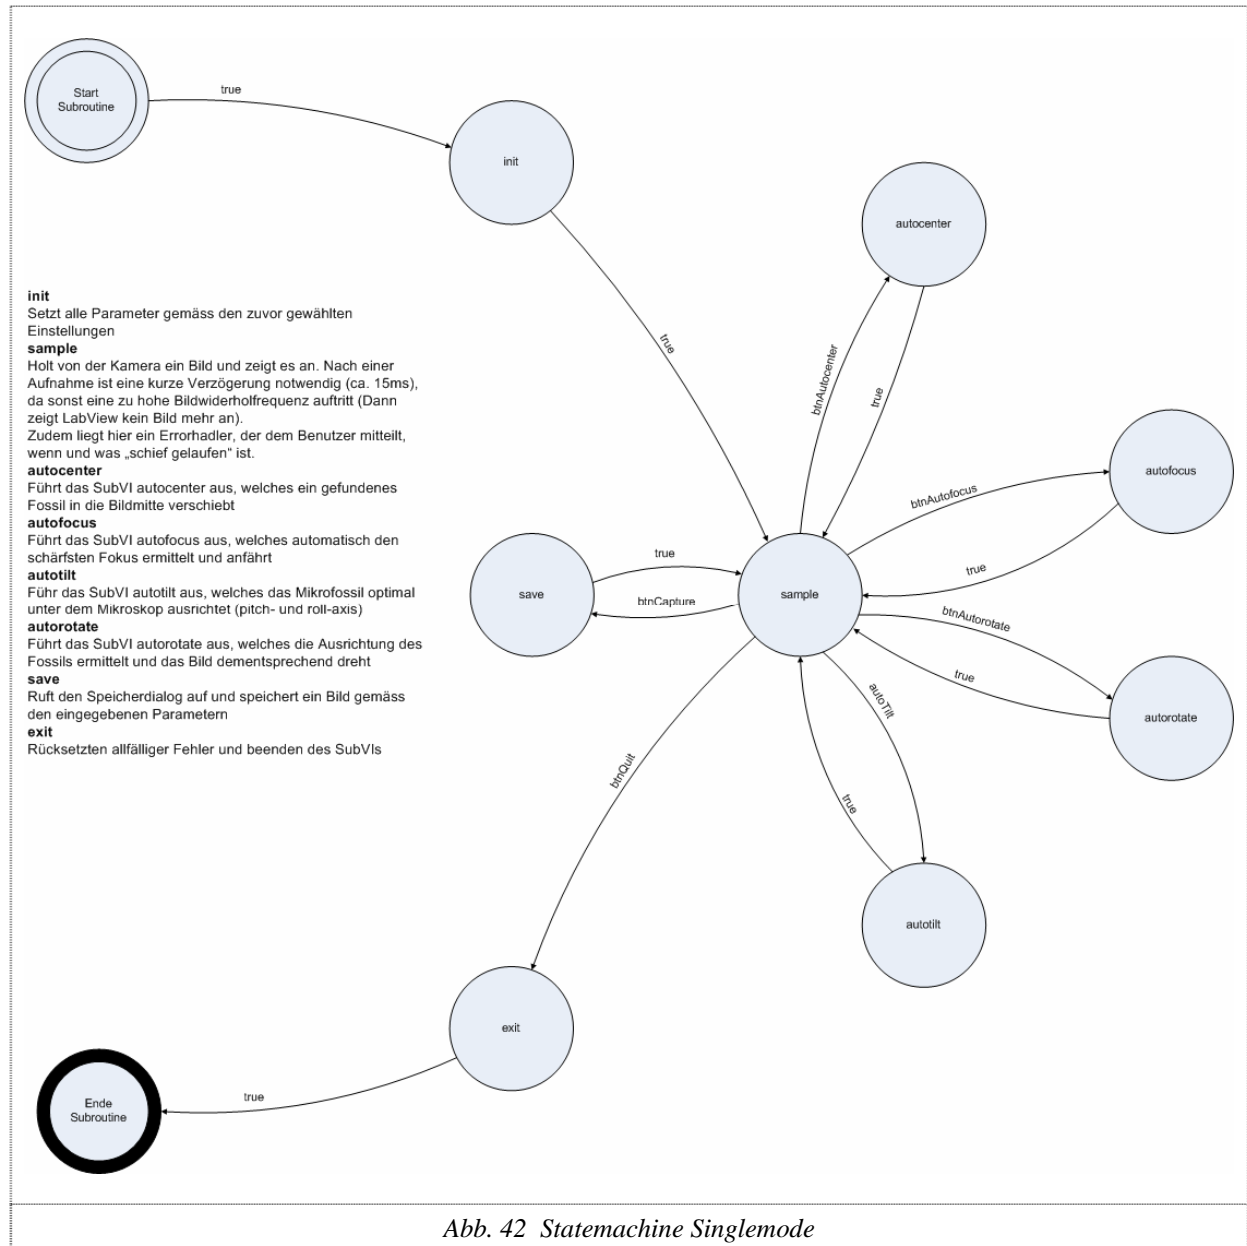 Start
Subroutine
true
init
autocenter
true
btnAutocenter
true
init
Setzt alle Parameter gemäss den zuvor gewählten
Einstellungen
sample
Holt von der Kamera ein Bild und zeigt es an. Nach einer
Aufnahme ist eine kurze Verzögerung notwendig (ca. 15ms),
da sonst eine zu hohe Bildwiderholfrequenz auftritt (Dann
zeigt LabView kein Bild mehr an).
Zudem liegt hier ein Errorhadler, der dem Benutzer mitteilt,
wenn und was „schief gelaufen“ ist.
autocenter
Führt das SubVI autocenter aus, welches ein gefundenes
Fossil in die Bildmitte verschiebt
autofocus
Führt das SubVI autofocus aus, welches automatisch den
schärfsten Fokus ermittelt und anfährt
autotilt
Führ das SubVI autotilt aus, welches das Mikrofossil optimal
unter dem Mikroskop ausrichtet (pitch- und roll-axis)
autorotate
Führt das SubVI autorotate aus, welches die Ausrichtung des
Fossils ermittelt und das Bild dementsprechend dreht
save
Ruft den Speicherdialog auf und speichert ein Bild gemäss
den eingegebenen Parametern
exit
Rücksetzten allfälliger Fehler und beenden des SubVIs
autofocus
btnAutofocus
true
true
save
btnCapture
sample
btnAutorotate
true
autorotate
autoTilt
true
btnQuit
autotilt
exit
true
Ende
Subroutine
Abb. 42 Statemachine Singlemode